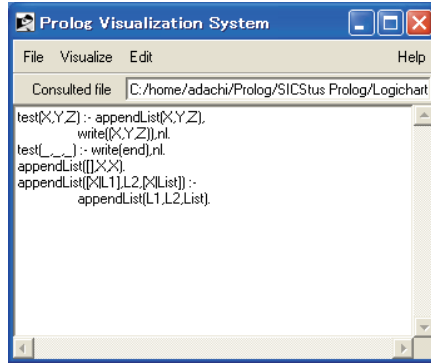 Prolog Visualization System
File Visualize Edit Help
Consulted file C:/home/adachi/Prolog/SICStus Prolog/Logichart
test(X,Y,Z) :- appendList(X,Y,Z),
write((X,Y,Z)),nl.
test(_,_,_) :- write(end),nl.
appendList([],X,X).
appendList([X|L1],L2,[X|List]) :-
appendList(L1,L2,List).